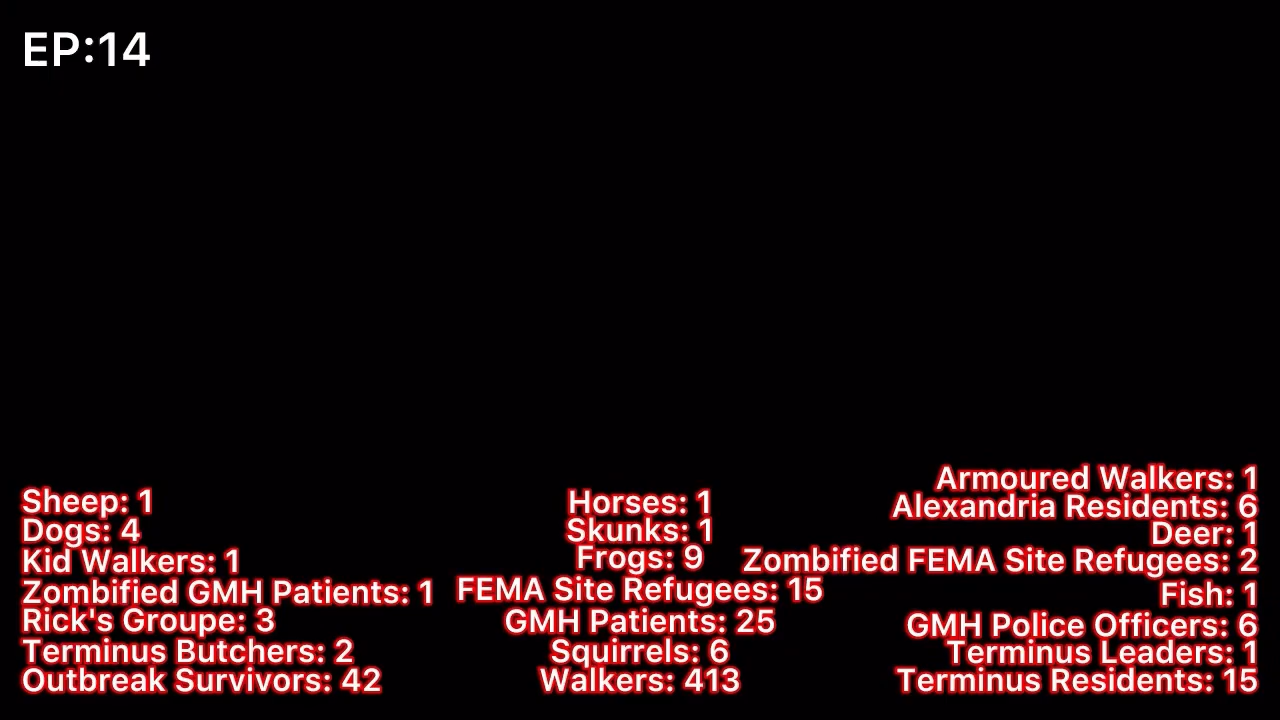 EP:14
Sheep: 1
Dogs: 4
Kid Walkers: 1
Zombified GMH Patients: 1
Rick's Groupe: 3
Terminus Butchers: 2
Outbreak Survivors: 42
Horses: 1
Skunks: 1
Frogs: 9
FEMA Site Refugees: 15
GMH Patients: 25
Squirrels: 6
Walkers: 413
Armoured Walkers: 1
Alexandria Residents: 6
Deer: 1
Zombified FEMA Site Refugees: 2
Fish: 1
GMH Police Officers: 6
Terminus Leaders: 1
Terminus Residents: 15